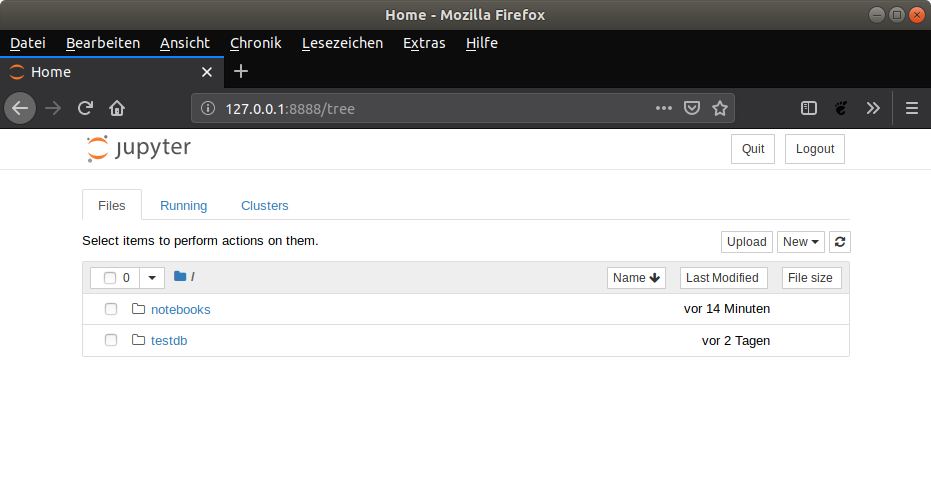 Home - Mozilla Firefox
Datei Bearbeiten Ansicht Chronik Lesezeichen Extras Hilfe
Home
127.0.0.1:8888/tree
jupyter Quit Logout
Files Running Clusters
Select items to perform actions on them. Upload New
0 / Name Last Modified File size
notebooks vor 14 Minuten
testdb vor 2 Tagen